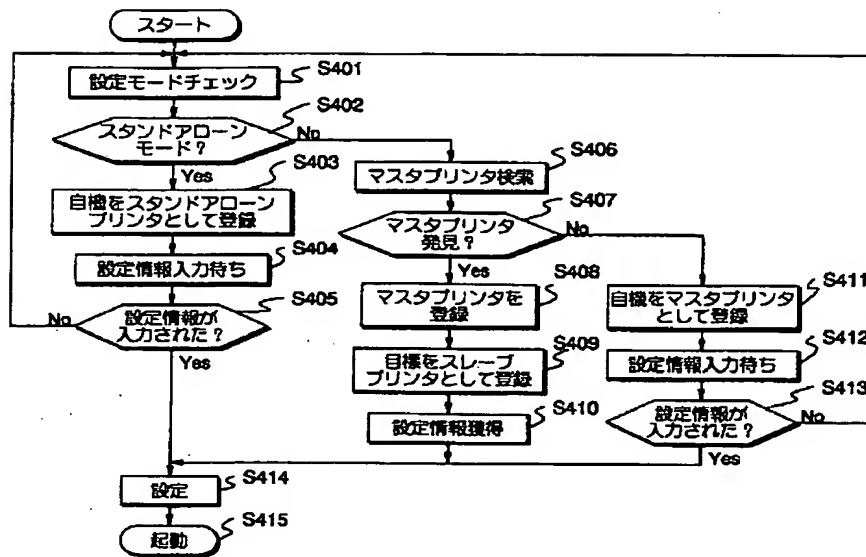 スタート
設定モードチェック
S401
スタンドアローン
モード？
S402
No
Yes
自機をスタンドアローン
プリンタとして登録
S403
設定情報入力待ち
S404
設定情報が
入力された？
S405
No
Yes
マスタプリンタ検索
S406
マスタプリンタ
発見？
S407
No
Yes
マスタプリンタを
登録
S408
目標をスレーブ
プリンタとして登録
S409
設定情報獲得
S410
自機をマスタプリンタ
として登録
S411
設定情報入力待ち
S412
設定情報が
入力された？
S413
No
Yes
設定
S414
起動
S415